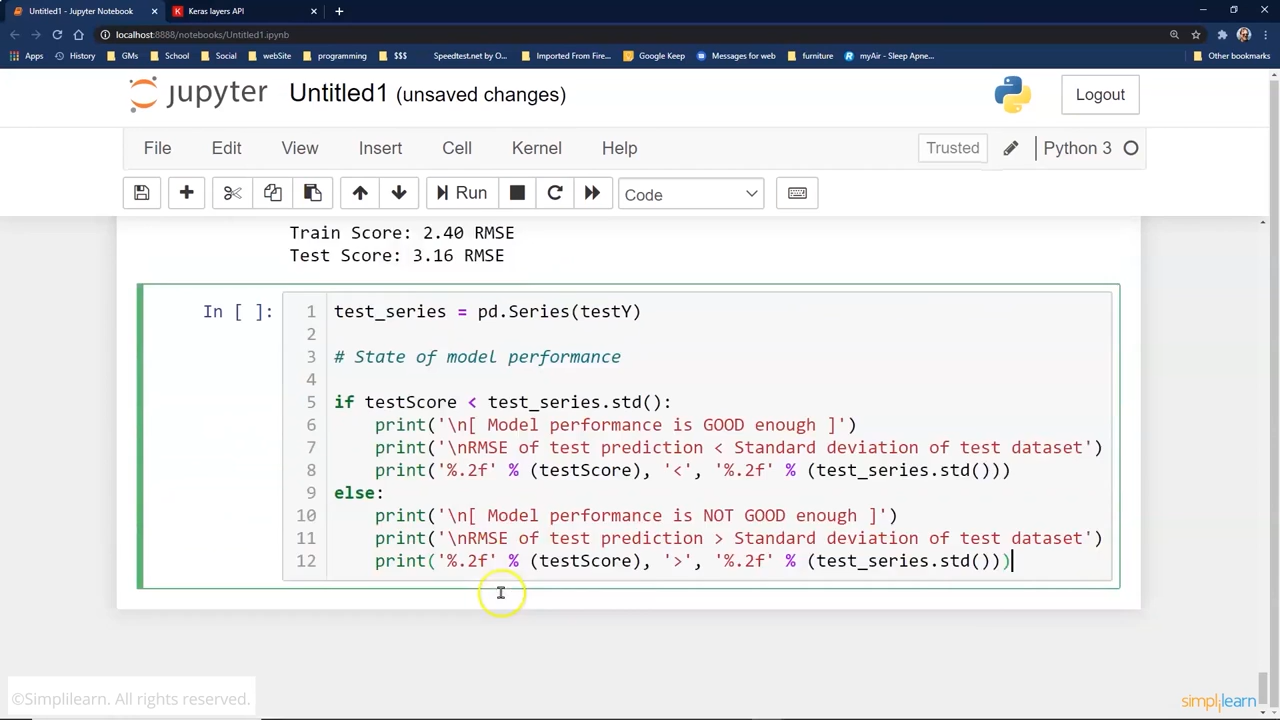 Untitled1 - Jupyter Notebook
Keras layers API
localhost:8888/notebooks/Untitled1.ipynb
Apps
History
GMs
School
Social
webSite
programming
$$$
Speedtest.net by O...
Imported From Fire...
Google Keep
Messages for web
furniture
myAir - Sleep Apne...
Other bookmarks
jupyter Untitled1 (unsaved changes)
Logout
File Edit View Insert Cell Kernel Help
Trusted
Python 3
Run
Code
Train Score: 2.40 RMSE
Test Score: 3.16 RMSE
In [ ]:
1 test_series = pd.Series(testY)
2
3 # State of model performance
4
5 if testScore < test_series.std():
6     print('\n[ Model performance is GOOD enough ]')
7     print('\nRMSE of test prediction < Standard deviation of test dataset')
8     print('%.2f' % (testScore), '<', '%.2f' % (test_series.std()))
9 else:
10     print('\n[ Model performance is NOT GOOD enough ]')
11     print('\nRMSE of test prediction > Standard deviation of test dataset')
12     print('%.2f' % (testScore), '>', '%.2f' % (test_series.std()))
©Simplilearn. All rights reserved.
simplilearn